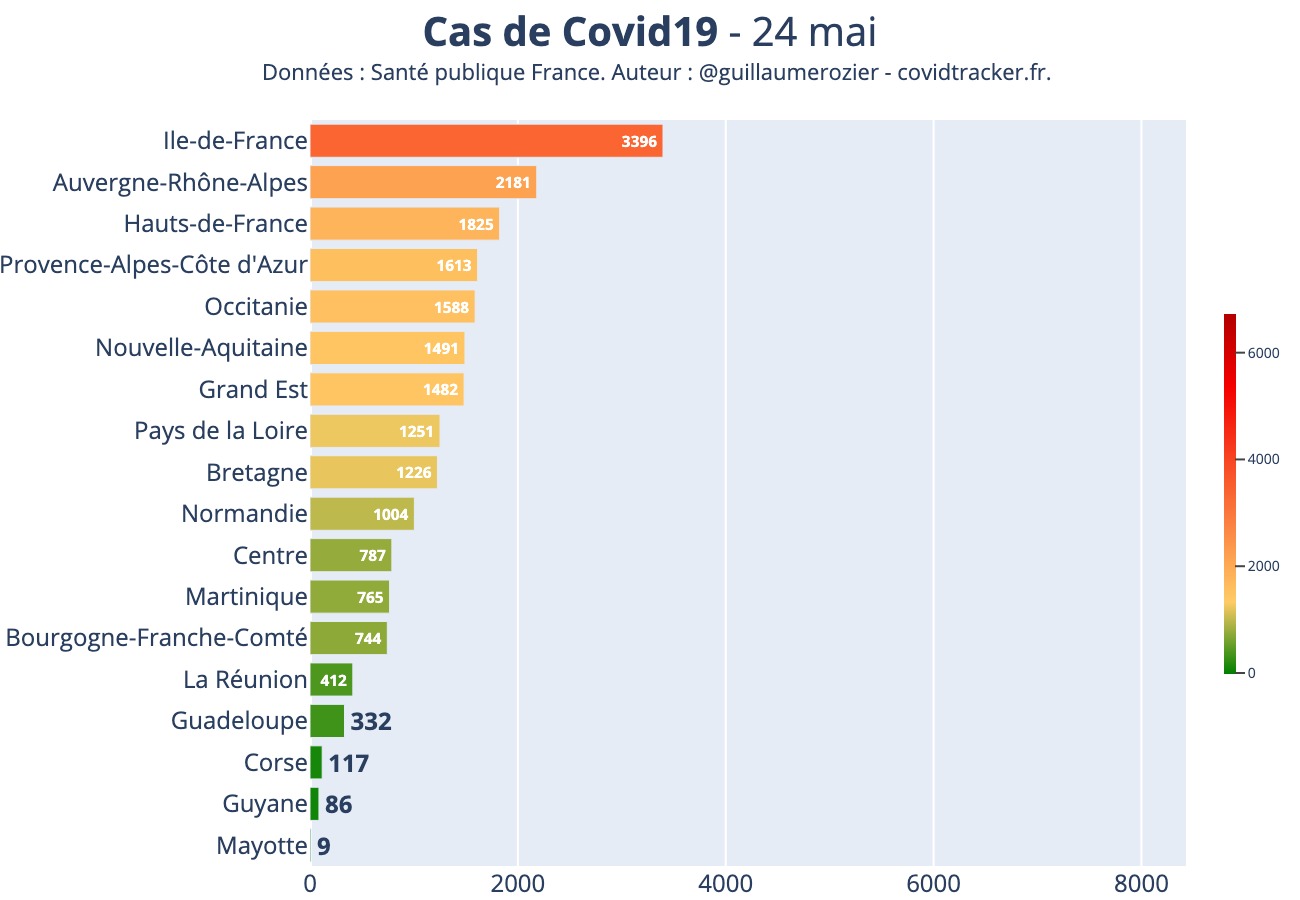 Cas de Covid19 - 24 mai
Données : Santé publique France. Auteur : @guillaumerozier - covidtracker.fr.
Ile-de-France 3396
Auvergne-Rhône-Alpes 2181
Hauts-de-France 1825
Provence-Alpes-Côte d'Azur 1613
Occitanie 1588
Nouvelle-Aquitaine 1491
Grand Est 1482
Pays de la Loire 1251
Bretagne 1226
Normandie 1004
Centre 787
Martinique 765
Bourgogne-Franche-Comté 744
La Réunion 412
Guadeloupe 332
Corse 117
Guyane 86
Mayotte 9
0 2000 4000 6000 8000
6000
4000
2000
0